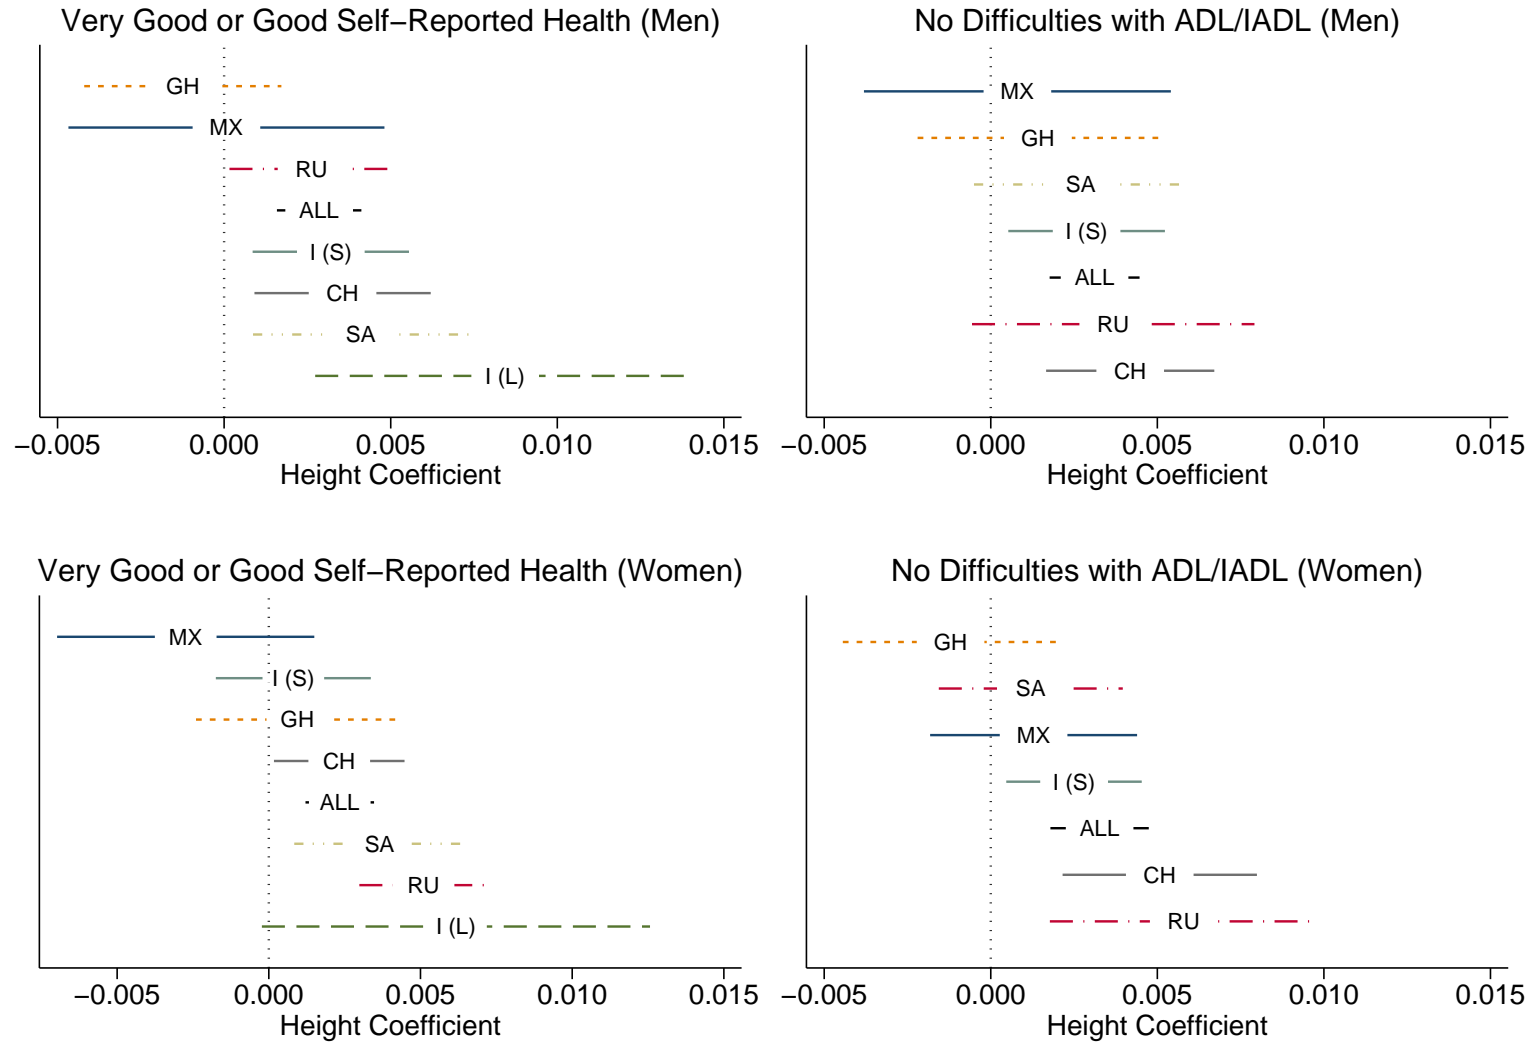 Very Good or Good Self−Reported Health (Men)
GH
MX
RU
ALL
I (S)
CH
SA
I (L)
−0.005 0.000 0.005 0.010 0.015
Height Coefficient
No Difficulties with ADL/IADL (Men)
MX
GH
SA
I (S)
ALL
RU
CH
−0.005 0.000 0.005 0.010 0.015
Height Coefficient
Very Good or Good Self−Reported Health (Women)
MX
I (S)
GH
CH
ALL
SA
RU
I (L)
−0.005 0.000 0.005 0.010 0.015
Height Coefficient
No Difficulties with ADL/IADL (Women)
GH
SA
MX
I (S)
ALL
CH
RU
−0.005 0.000 0.005 0.010 0.015
Height Coefficient